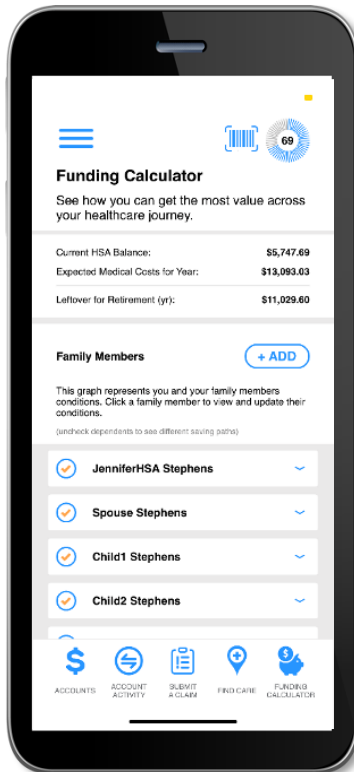 69
Funding Calculator
See how you can get the most value across
your healthcare journey.
Current HSA Balance: $5,747.69
Expected Medical Costs for Year: $13,093.03
Leftover for Retirement (yr): $11,029.60
Family Members + ADD
This graph represents you and your family members
conditions. Click a family member to view and update their
conditions.
(uncheck dependents to see different saving paths)
JenniferHSA Stephens
Spouse Stephens
Child1 Stephens
Child2 Stephens
ACCOUNTS
ACCOUNT
ACTIVITY
SUBMIT
A CLAIM
FIND CARE
FUNDING
CALCULATOR